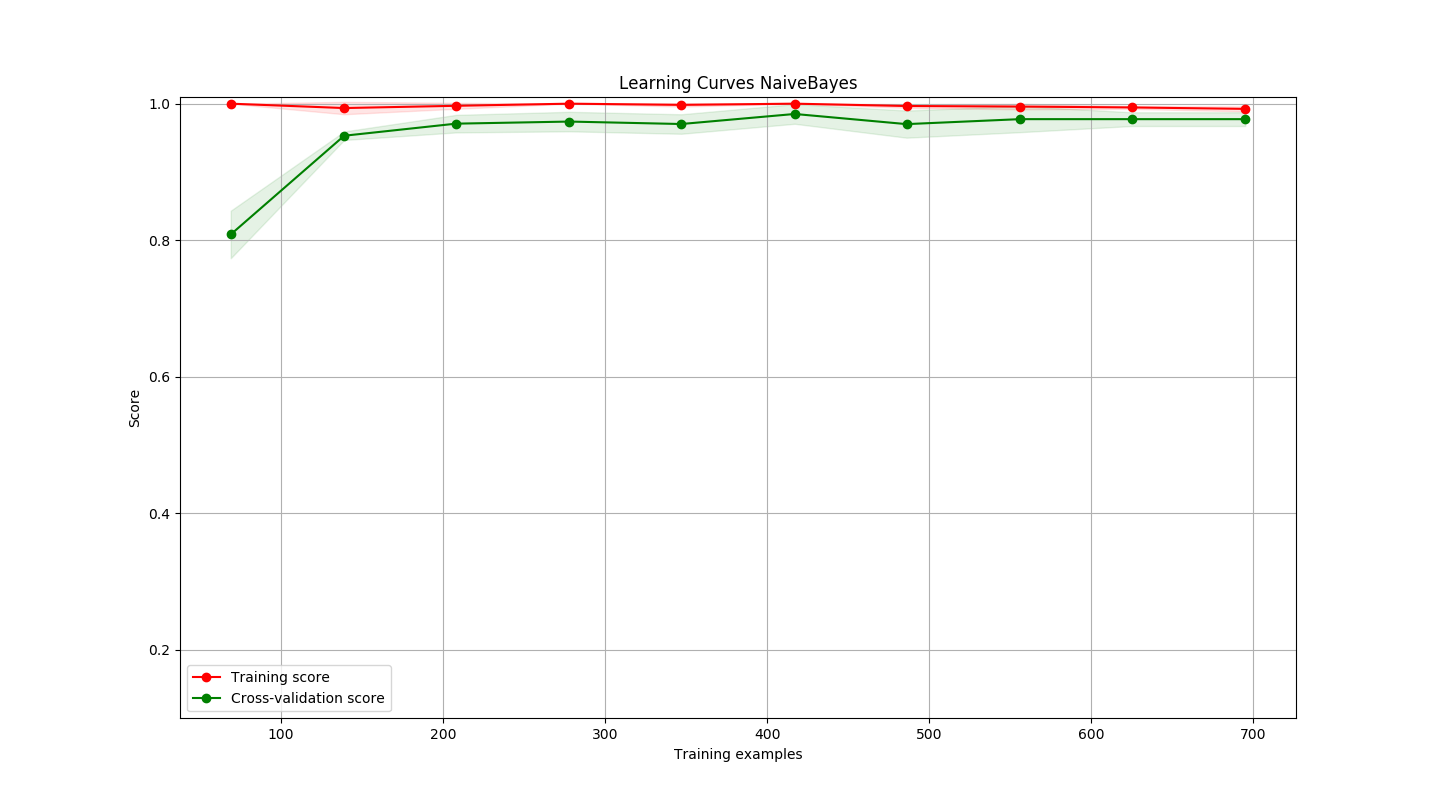 Learning Curves NaiveBayes
1.0
0.8
0.6
0.4
0.2
Score
Training score
Cross-validation score
100 200 300 400 500 600 700
Training examples